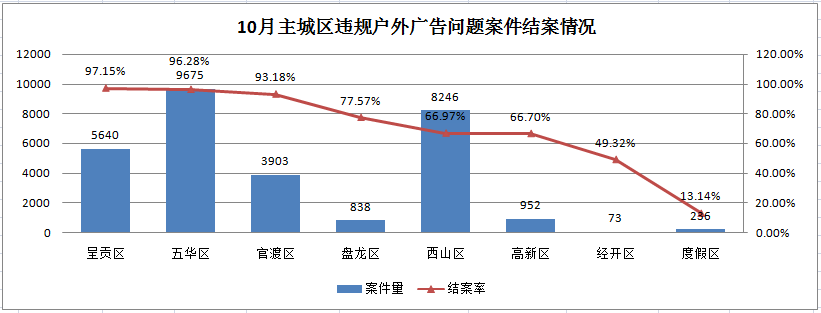 10月主城区违规户外广告问题案件结案情况
12000 120.00%
10000 100.00%
8000 80.00%
6000 60.00%
4000 40.00%
2000 20.00%
0 0.00%
97.15% 96.28% 93.18% 77.57% 66.97% 66.70% 49.32% 13.14%
5640 9675 3903 838 8246 952 73 236
呈贡区 五华区 官渡区 盘龙区 西山区 高新区 经开区 度假区
案件量 结案率